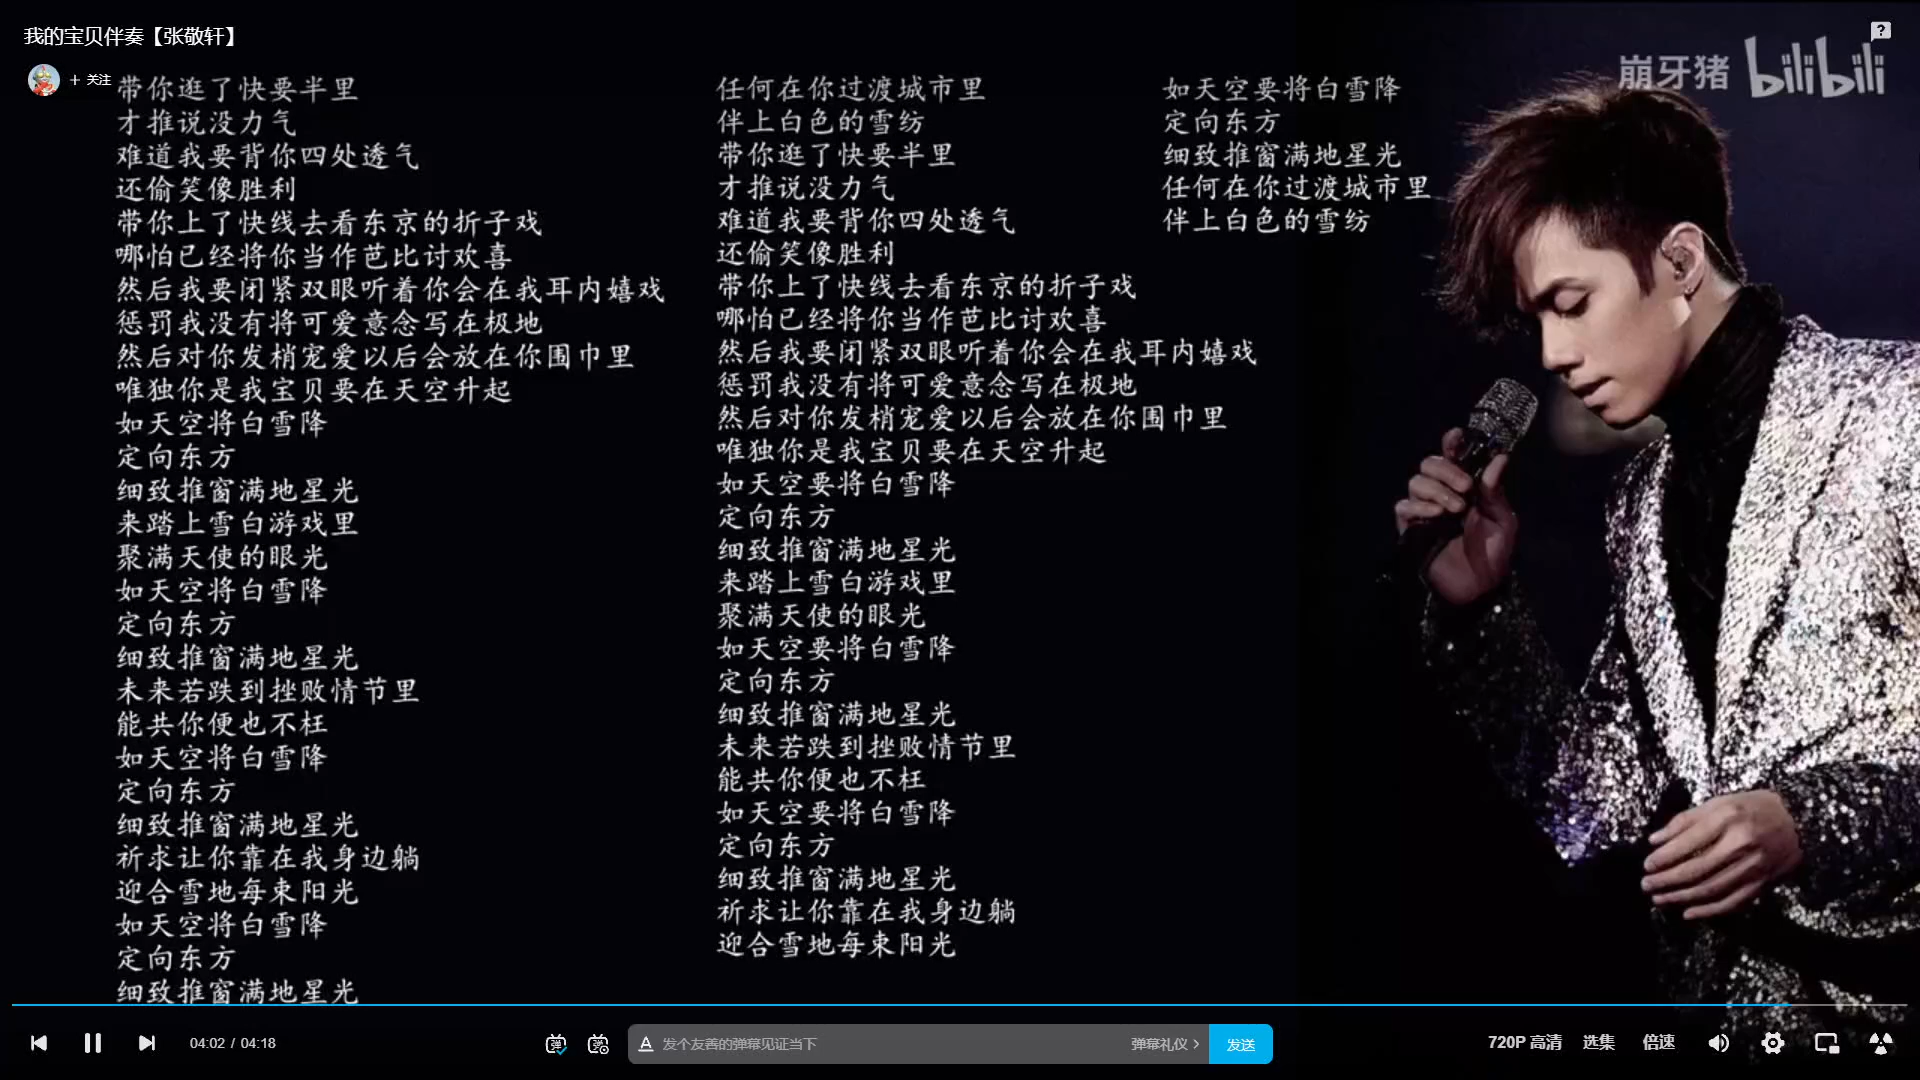 我的宝贝伴奏【张敬轩】
+ 关注
崩牙猪 bilibili
带你逛了快要半里
才推说没力气
难道我要背你四处透气
还偷笑像胜利
带你上了快线去看东京的折子戏
哪怕已经将你当作芭比讨欢喜
然后我要闭紧双眼听着你会在我耳内嬉戏
惩罚我没有将可爱意念写在极地
然后对你发梢宠爱以后会放在你围巾里
唯独你是我宝贝要在天空升起
如天空将白雪降
定向东方
细致推窗满地星光
来踏上雪白游戏里
聚满天使的眼光
如天空将白雪降
定向东方
细致推窗满地星光
未来若跌到挫败情节里
能共你便也不枉
如天空将白雪降
定向东方
细致推窗满地星光
祈求让你靠在我身边躺
迎合雪地每束阳光
如天空将白雪降
定向东方
细致推窗满地星光
任何在你过渡城市里
伴上白色的雪纺
带你逛了快要半里
才推说没力气
难道我要背你四处透气
还偷笑像胜利
带你上了快线去看东京的折子戏
哪怕已经将你当作芭比讨欢喜
然后我要闭紧双眼听着你会在我耳内嬉戏
惩罚我没有将可爱意念写在极地
然后对你发梢宠爱以后会放在你围巾里
唯独你是我宝贝要在天空升起
如天空要将白雪降
定向东方
细致推窗满地星光
来踏上雪白游戏里
聚满天使的眼光
如天空要将白雪降
定向东方
细致推窗满地星光
未来若跌到挫败情节里
能共你便也不枉
如天空要将白雪降
定向东方
细致推窗满地星光
祈求让你靠在我身边躺
迎合雪地每束阳光
如天空要将白雪降
定向东方
细致推窗满地星光
任何在你过渡城市里
伴上白色的雪纺
04:02 / 04:18
弹
弹
A 发个友善的弹幕见证当下
弹幕礼仪 >
发送
720P 高清
选集
倍速